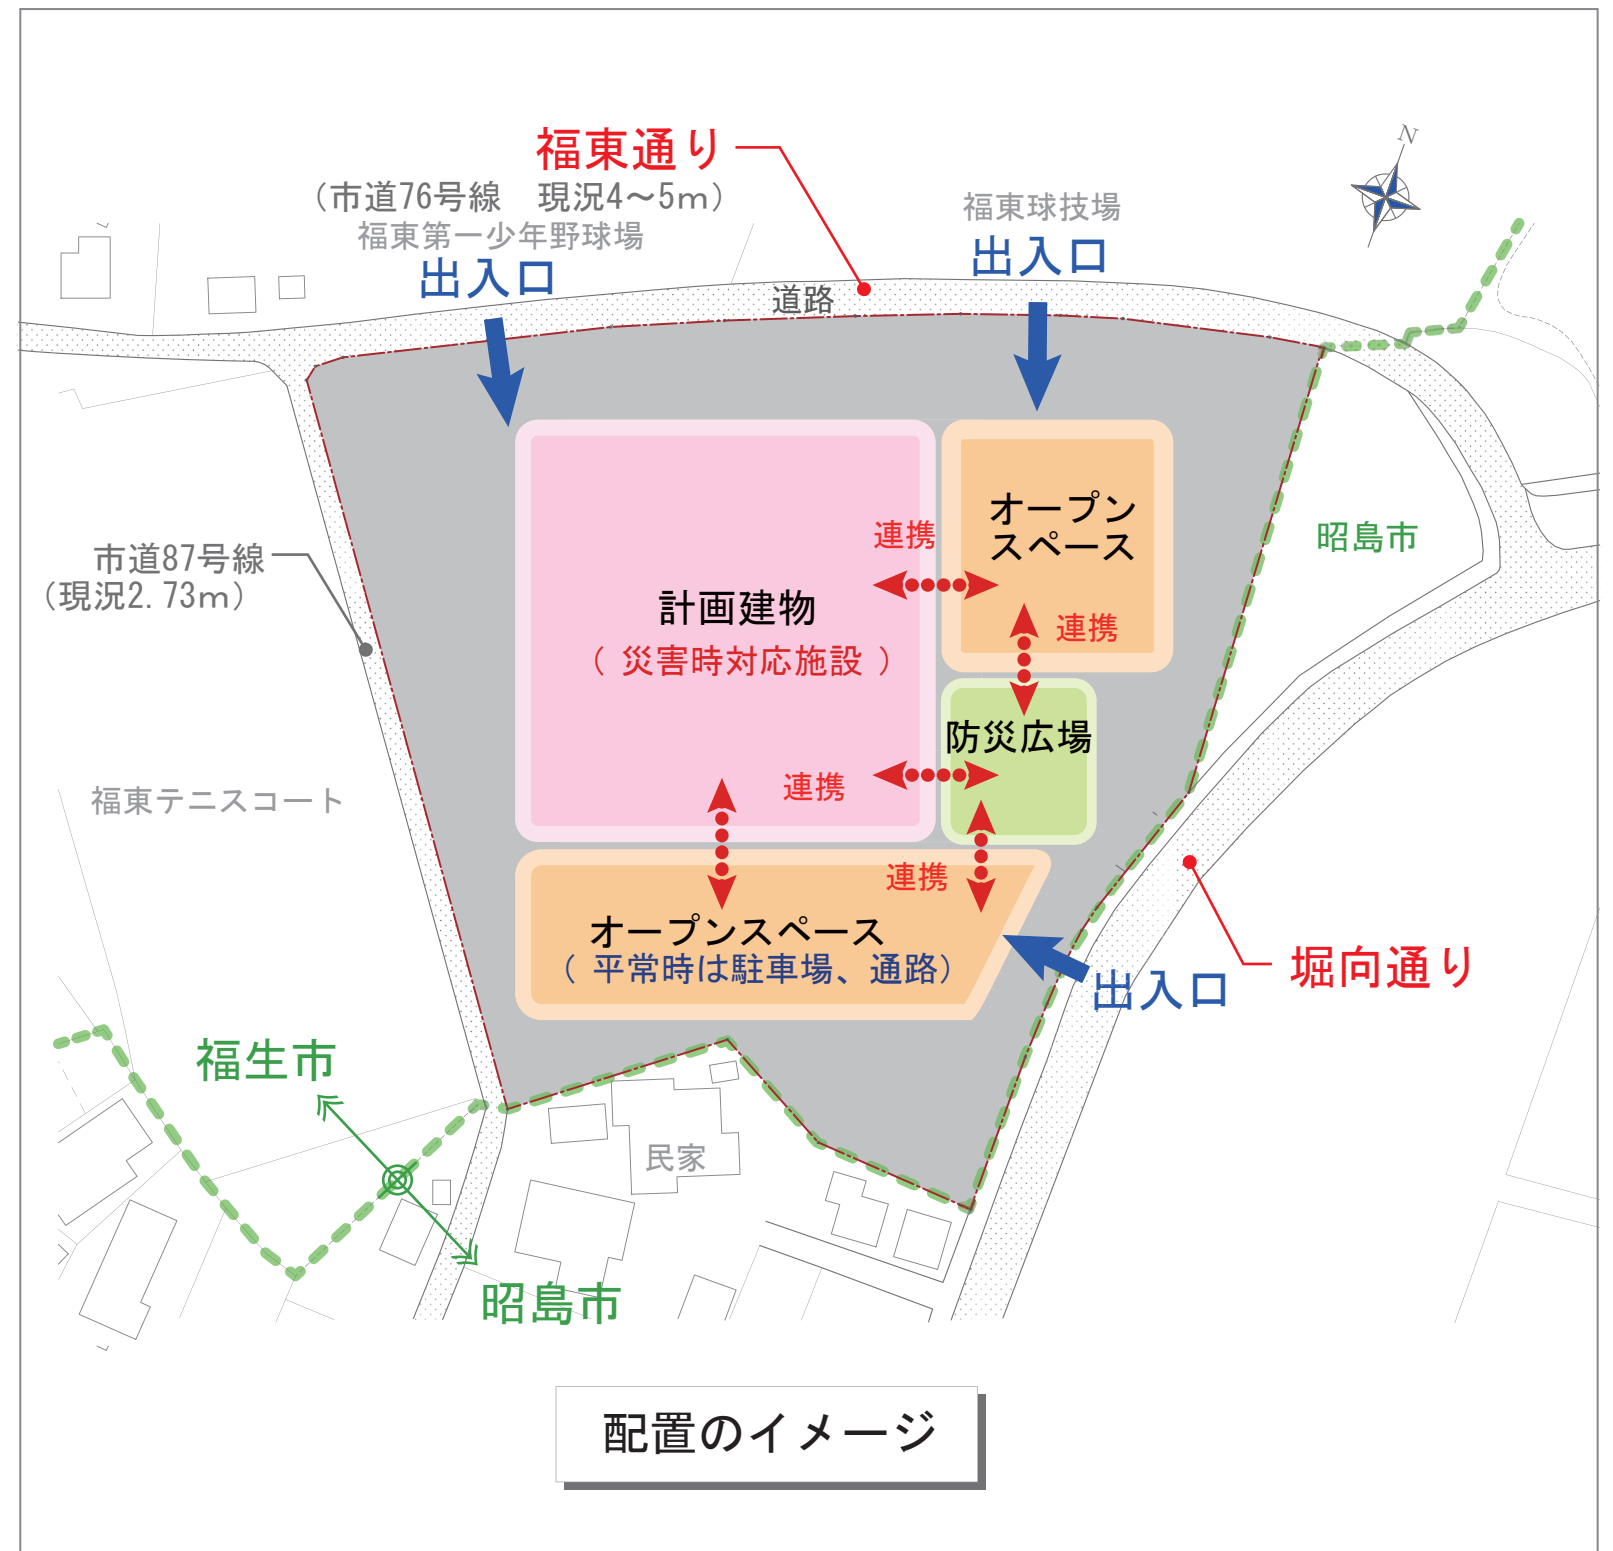 福東通り
（市道76号線　現況4～5m）
福東第一少年野球場
出入口
福東球技場
出入口
N
道路
オープン
スペース
連携
昭島市
市道87号線
（現況2.73m）
計画建物
（ 災害時対応施設 ）
連携
防災広場
連携
福東テニスコート
連携
オープンスペース
（ 平常時は駐車場、通路）
出入口
堀向通り
福生市
民家
昭島市
配置のイメージ